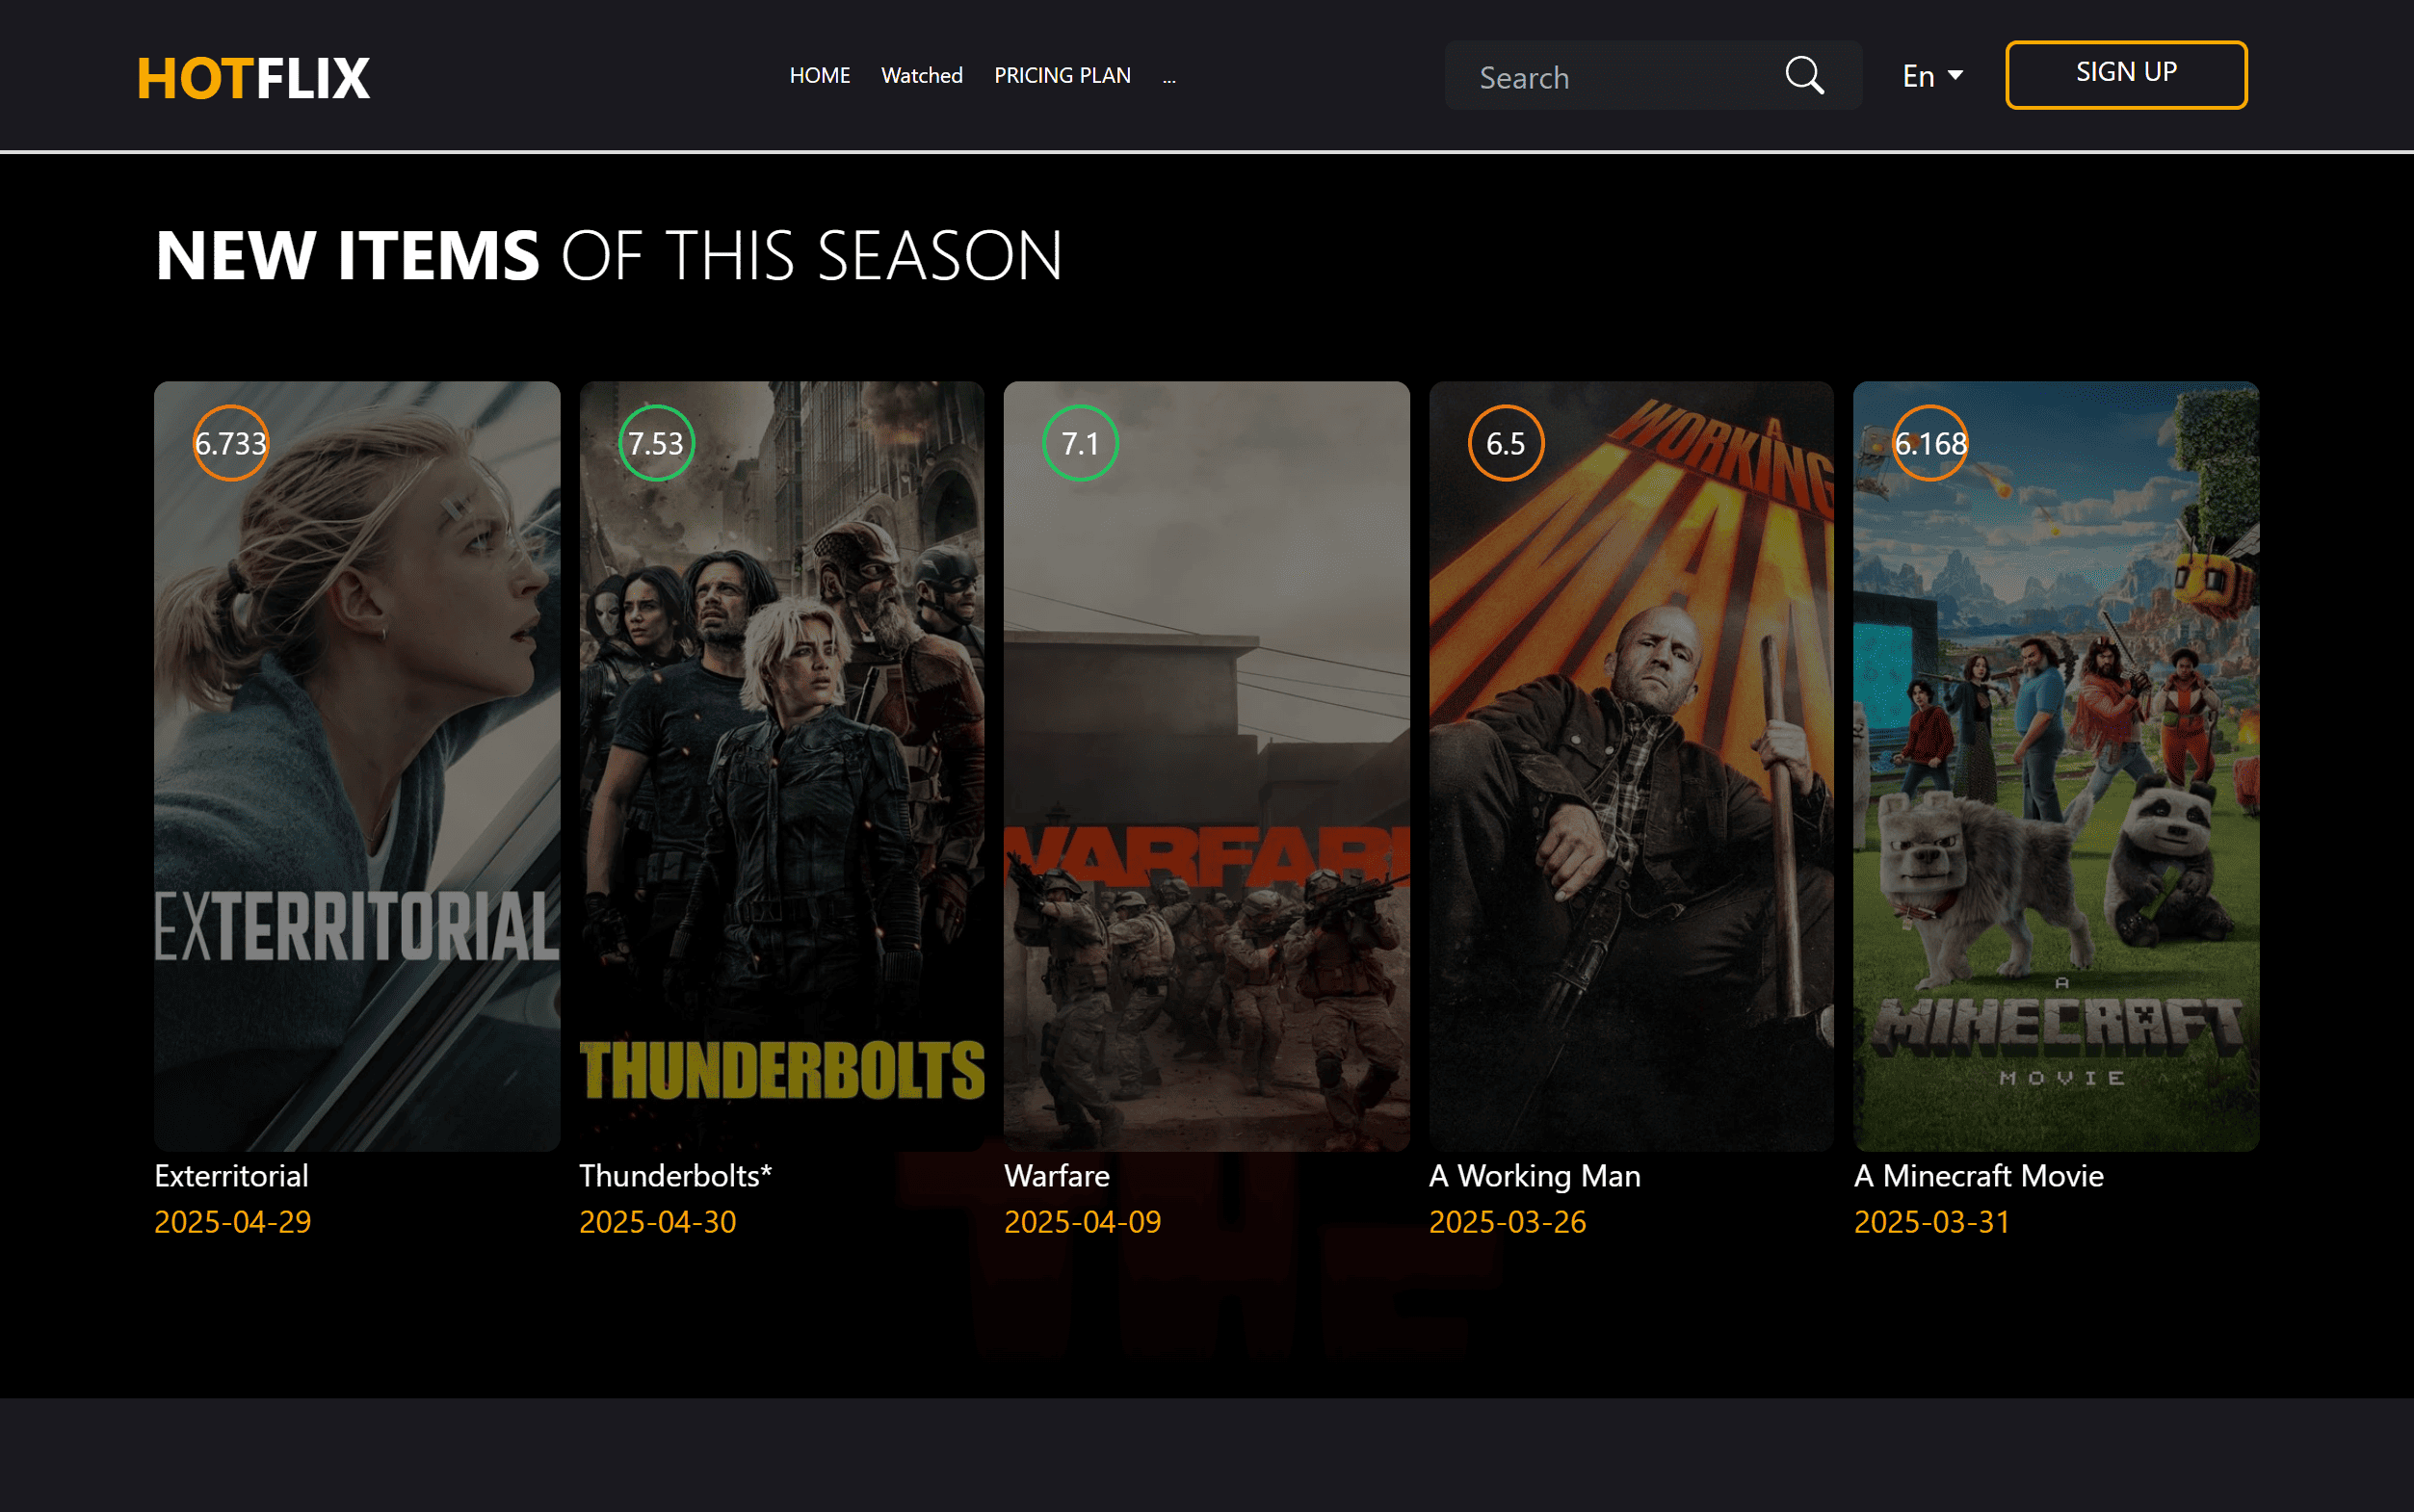 HOTFLIX
HOME Watched PRICING PLAN ...
Search
En
SIGN UP
NEW ITEMS OF THIS SEASON
6.733
7.53
7.1
6.5
6.168
A
WORKING
MAN
EXTERRITORIAL
THUNDERBOLTS
WARFARE
A
MINECRAFT
MOVIE
Exterritorial
2025-04-29
Thunderbolts*
2025-04-30
Warfare
2025-04-09
A Working Man
2025-03-26
A Minecraft Movie
2025-03-31
THE